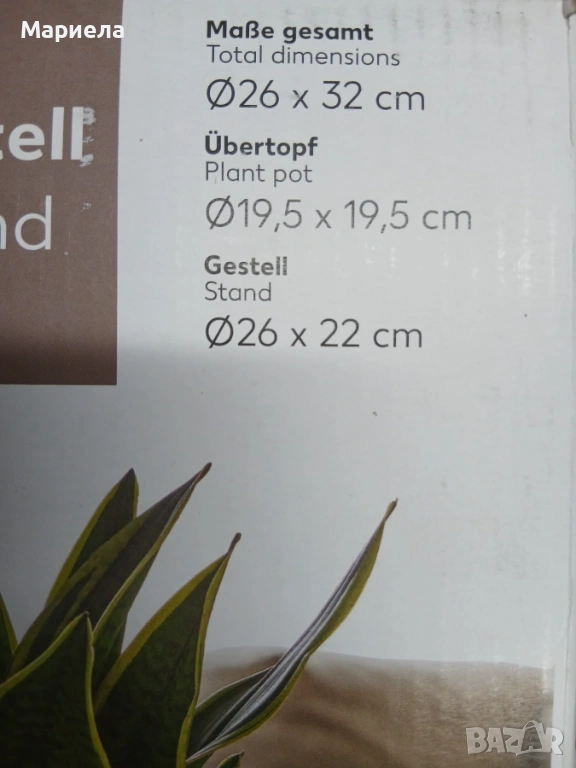 Мариела
Maße gesamt
Total dimensions
Ø26 x 32 cm
Übertopf
Plant pot
Ø19,5 x 19,5 cm
Gestell
Stand
Ø26 x 22 cm
BAZAR